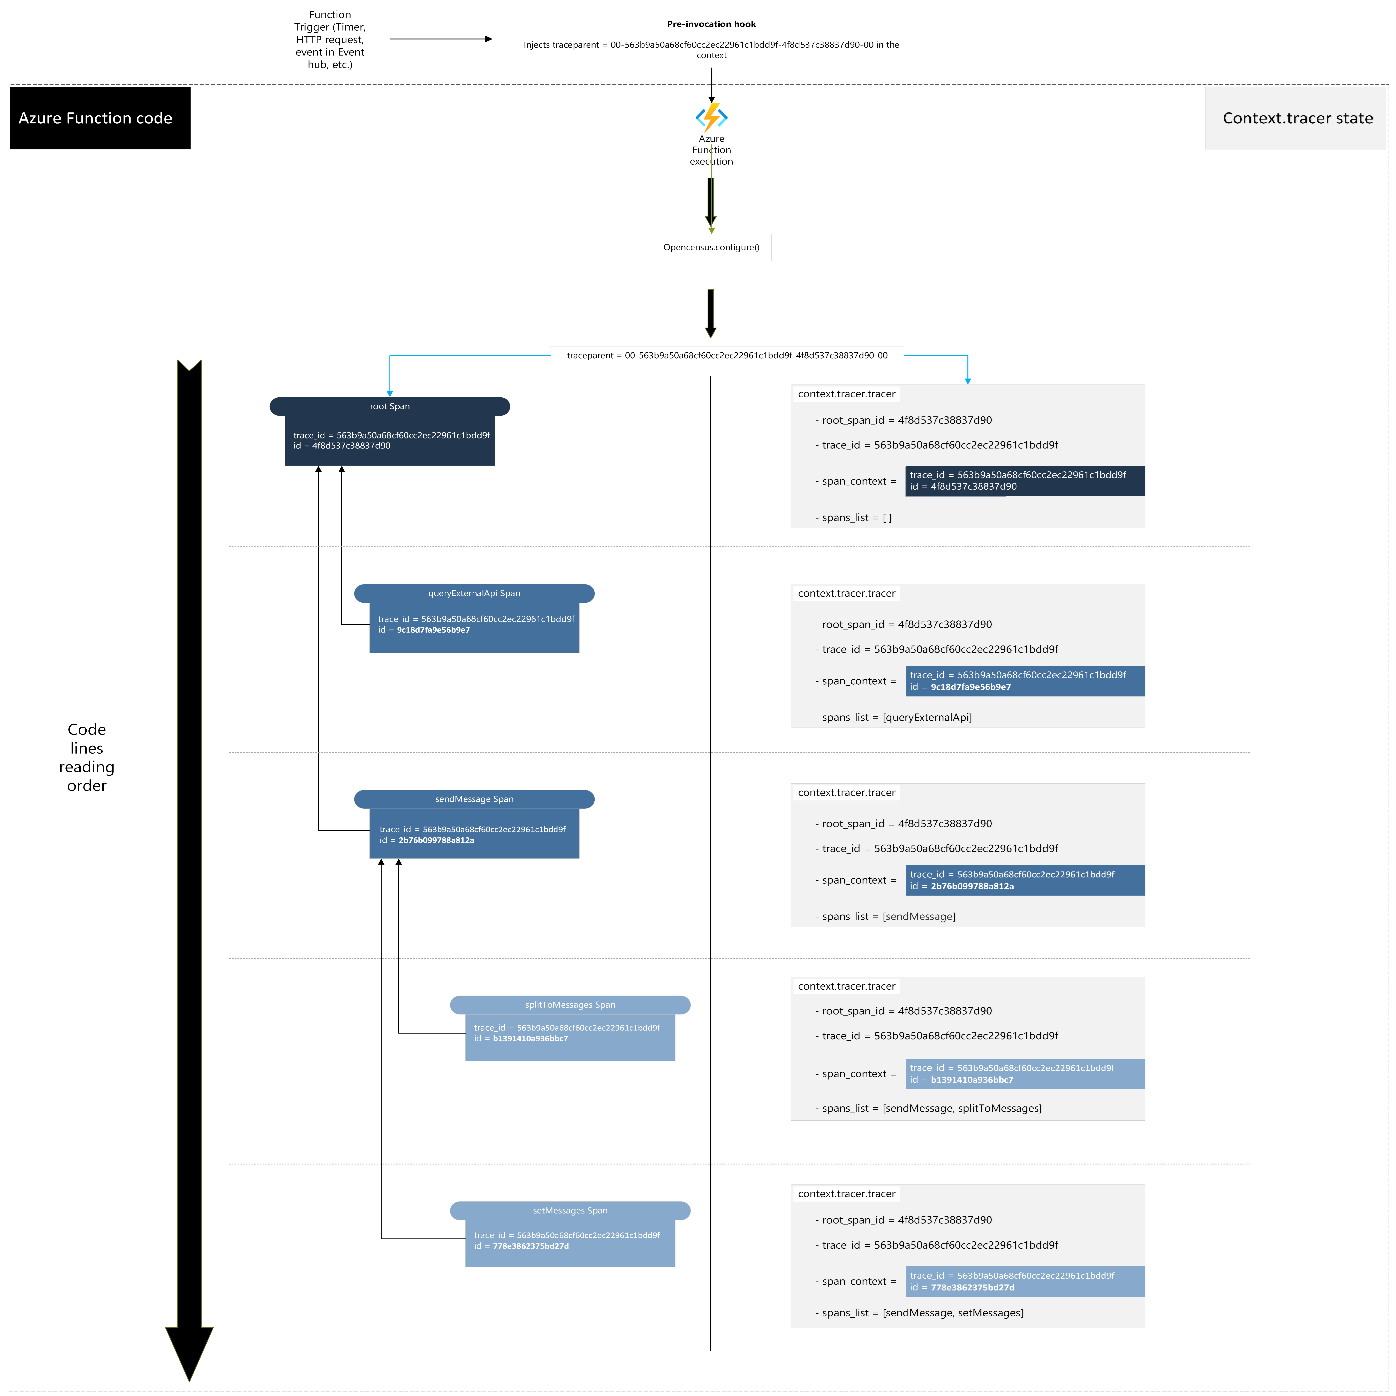 Function
Trigger (Timer,
HTTP request,
event in Event
hub, etc.)
Pre-invocation hook
Injects traceparent = 00-563b9a50a68cf60cc2ec22961c1bdd9f-4f8d537c38837d90-00 in the
context
Azure Function code
Context.tracer state
Azure
Function
execution
Opencensus.configure()
traceparent = 00-563b9a50a68cf60cc2ec22961c1bdd9f-4f8d537c38837d90-00
root Span
trace_id = 563b9a50a68cf60cc2ec22961c1bdd9f
id = 4f8d537c38837d90
context.tracer.tracer
- root_span_id = 4f8d537c38837d90
- trace_id = 563b9a50a68cf60cc2ec22961c1bdd9f
- span_context =
trace_id = 563b9a50a68cf60cc2ec22961c1bdd9f
id = 4f8d537c38837d90
- spans_list = [ ]
queryExternalApi Span
trace_id = 563b9a50a68cf60cc2ec22961c1bdd9f
id = 9c18d7fa9e56b9e7
context.tracer.tracer
- root_span_id = 4f8d537c38837d90
- trace_id = 563b9a50a68cf60cc2ec22961c1bdd9f
- span_context =
trace_id = 563b9a50a68cf60cc2ec22961c1bdd9f
id = 9c18d7fa9e56b9e7
- spans_list = [queryExternalApi]
Code
lines
reading
order
sendMessage Span
trace_id = 563b9a50a68cf60cc2ec22961c1bdd9f
id = 2b76b099788a812a
context.tracer.tracer
- root_span_id = 4f8d537c38837d90
- trace_id = 563b9a50a68cf60cc2ec22961c1bdd9f
- span_context =
trace_id = 563b9a50a68cf60cc2ec22961c1bdd9f
id = 2b76b099788a812a
- spans_list = [sendMessage]
splitToMessages Span
trace_id = 563b9a50a68cf60cc2ec22961c1bdd9f
id = b1391410a936bbc7
context.tracer.tracer
- root_span_id = 4f8d537c38837d90
- trace_id = 563b9a50a68cf60cc2ec22961c1bdd9f
- span_context =
trace_id = 563b9a50a68cf60cc2ec22961c1bdd9f
id = b1391410a936bbc7
- spans_list = [sendMessage, splitToMessages]
setMessages Span
trace_id = 563b9a50a68cf60cc2ec22961c1bdd9f
id = 778e3862375bd27d
context.tracer.tracer
- root_span_id = 4f8d537c38837d90
- trace_id = 563b9a50a68cf60cc2ec22961c1bdd9f
- span_context =
trace_id = 563b9a50a68cf60cc2ec22961c1bdd9f
id = 778e3862375bd27d
- spans_list = [sendMessage, setMessages]